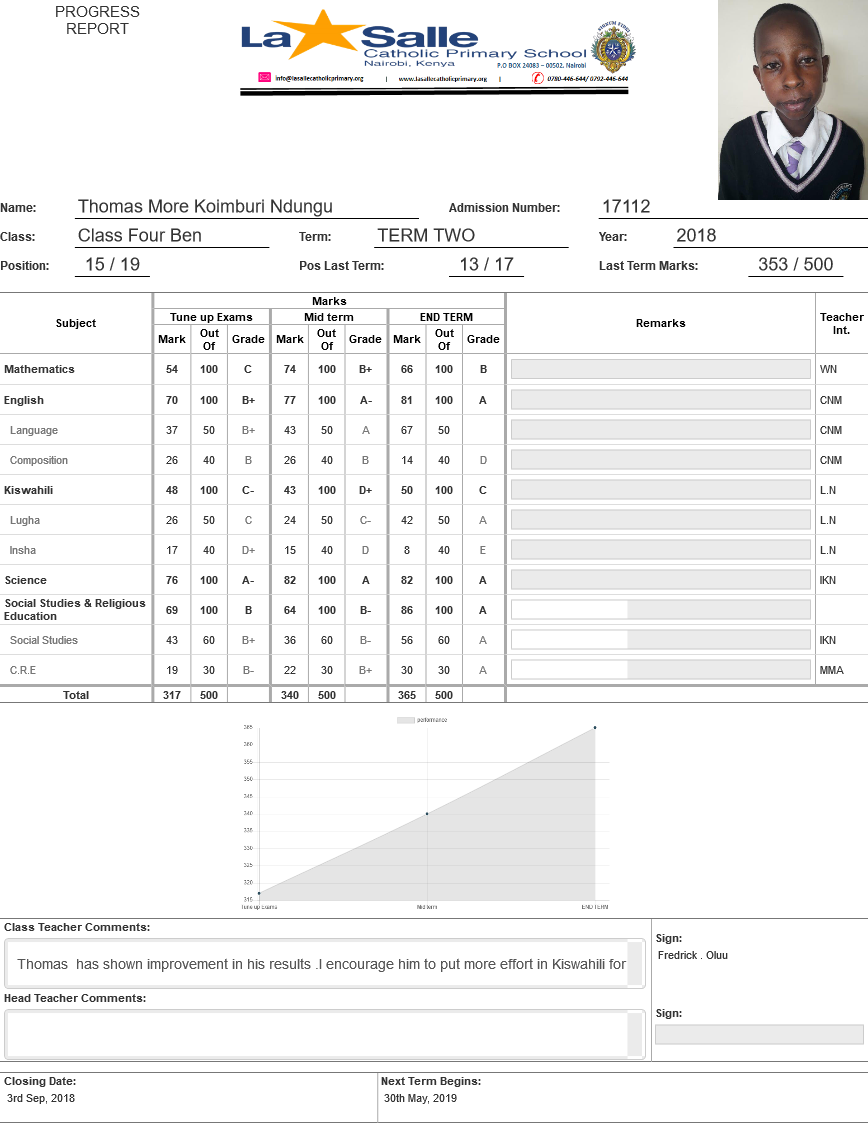 PROGRESS
REPORT
La Salle
Catholic Primary School
Nairobi, Kenya
P.O BOX 24083 – 00502, Nairobi
info@lasallecatholicprimary.org | www.lasallecatholicprimary.org | 0780-446-644/ 0792-446-644
Name: Thomas More Koimburi Ndungu Admission Number: 17112
Class: Class Four Ben Term: TERM TWO Year: 2018
Position: 15 / 19 Pos Last Term: 13 / 17 Last Term Marks: 353 / 500
Subject Marks Remarks Teacher Int.
Tune up Exams Mid term END TERM
Mark Out Of Grade Mark Out Of Grade Mark Out Of Grade
Mathematics 54 100 C 74 100 B+ 66 100 B WN
English 70 100 B+ 77 100 A- 81 100 A CNM
Language 37 50 B+ 43 50 A 67 50 CNM
Composition 26 40 B 26 40 B 14 40 D CNM
Kiswahili 48 100 C- 43 100 D+ 50 100 C L.N
Lugha 26 50 C 24 50 C- 42 50 A L.N
Insha 17 40 D+ 15 40 D 8 40 E L.N
Science 76 100 A- 82 100 A 82 100 A IKN
Social Studies & Religious
Education 69 100 B 64 100 B- 86 100 A
Social Studies 43 60 B+ 36 60 B- 56 60 A IKN
C.R.E 19 30 B- 22 30 B+ 30 30 A MMA
Total 317 500 340 500 365 500
performance
365
360
355
350
345
340
335
330
325
320
315
Tune up Exams Mid term END TERM
Class Teacher Comments:
Thomas has shown improvement in his results .I encourage him to put more effort in Kiswahili for
Sign:
Fredrick . Oluu
Head Teacher Comments:
Sign:
Closing Date: Next Term Begins:
3rd Sep, 2018 30th May, 2019